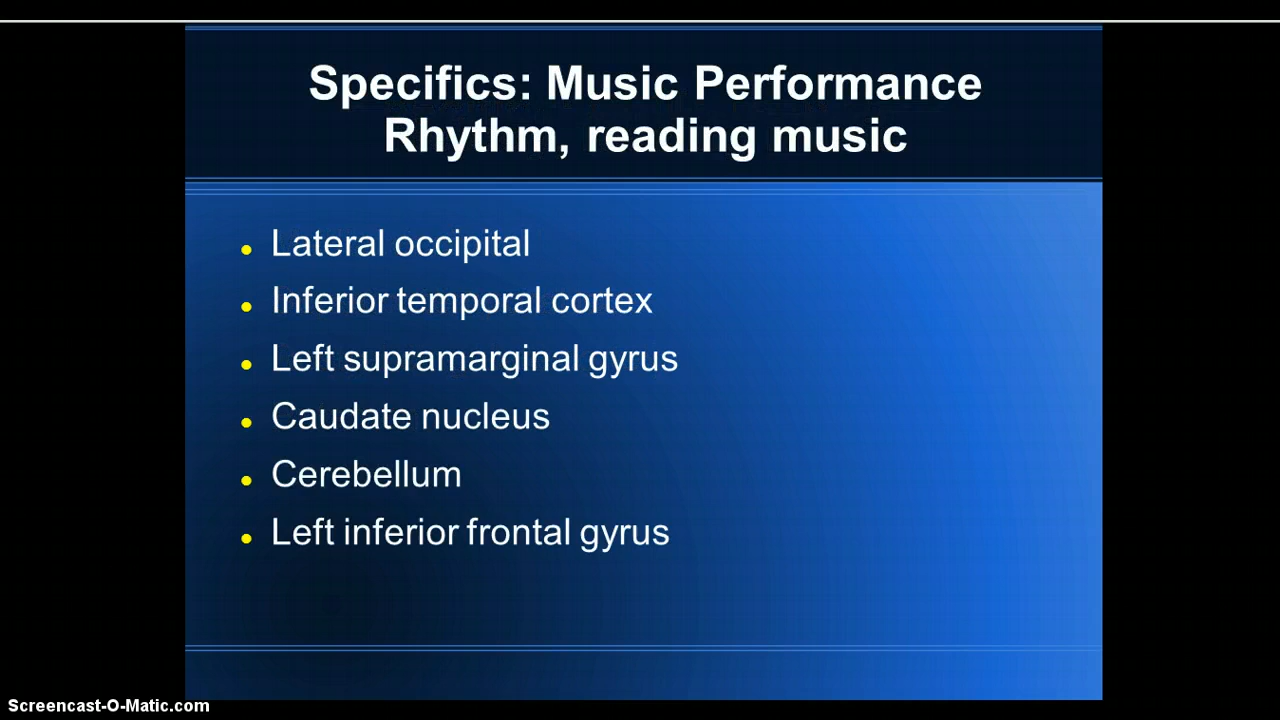 Specifics: Music Performance
Rhythm, reading music
• Lateral occipital
• Inferior temporal cortex
• Left supramarginal gyrus
• Caudate nucleus
• Cerebellum
• Left inferior frontal gyrus
Screencast-O-Matic.com